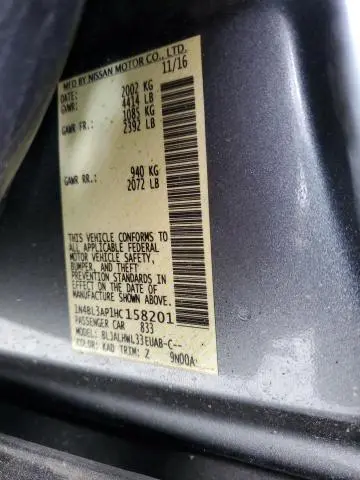 MFD BY NISSAN MOTOR CO., LTD.
DATE: 11/16
GAWR: 2002 KG
4414 LB
GAWR FR.: 1085 KG
2392 LB
GAWR RR.: 940 KG
2072 LB
THIS VEHICLE CONFORMS TO
ALL APPLICABLE FEDERAL
MOTOR VEHICLE SAFETY,
BUMPER, AND THEFT
PREVENTION STANDARDS IN
EFFECT ON THE DATE OF
MANUFACTURE SHOWN ABOVE.
1N4BL3AP1HC158201
PASSENGER CAR 833
BLJALHWL33EUAB-C--
COLOR: KAD TRIM: Z 9N00A